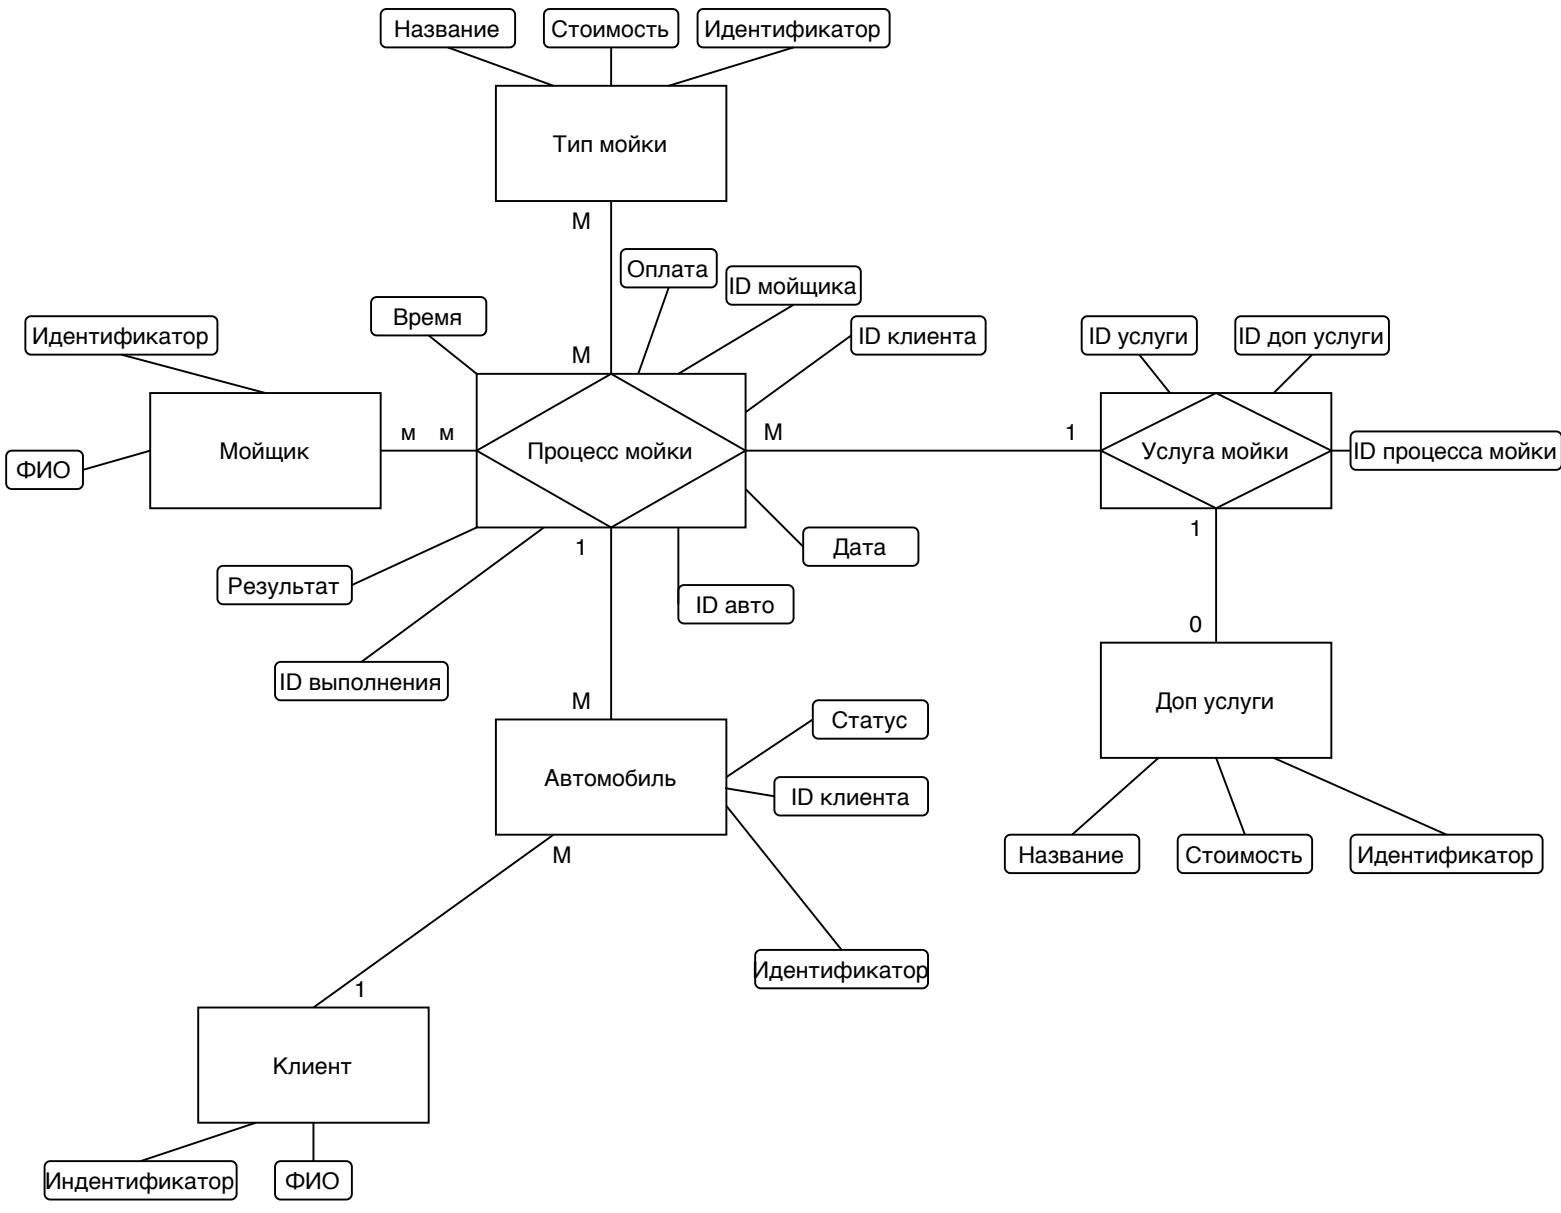 Название
Стоимость
Идентификатор
Тип мойки
М
Оплата
ID мойщика
Время
ID клиента
Идентификатор
ID услуги
ID доп услуги
М
Мойщик
м м
Процесс мойки
М
1
Услуга мойки
ID процесса мойки
ФИО
1
Дата
1
Результат
ID авто
0
ID выполнения
М
Доп услуги
Статус
Автомобиль
ID клиента
М
Название
Стоимость
Идентификатор
Идентификатор
1
Клиент
Индентификатор
ФИО